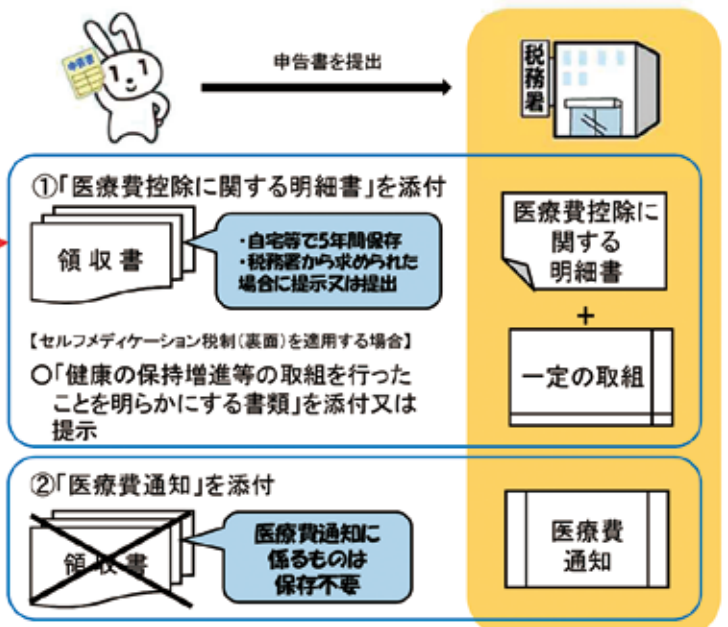 申告書
申告書を提出
税務署
①「医療費控除に関する明細書」を添付
領収書
・自宅等で5年間保存
・税務署から求められた
場合に提示又は提出
医療費控除に
関する
明細書
+
【セルフメディケーション税制(裏面)を適用する場合】
〇「健康の保持増進等の取組を行った
ことを明らかにする書類」を添付又は
提示
一定の取組
②「医療費通知」を添付
領収書
医療費通知に
係るものは
保存不要
医療費
通知